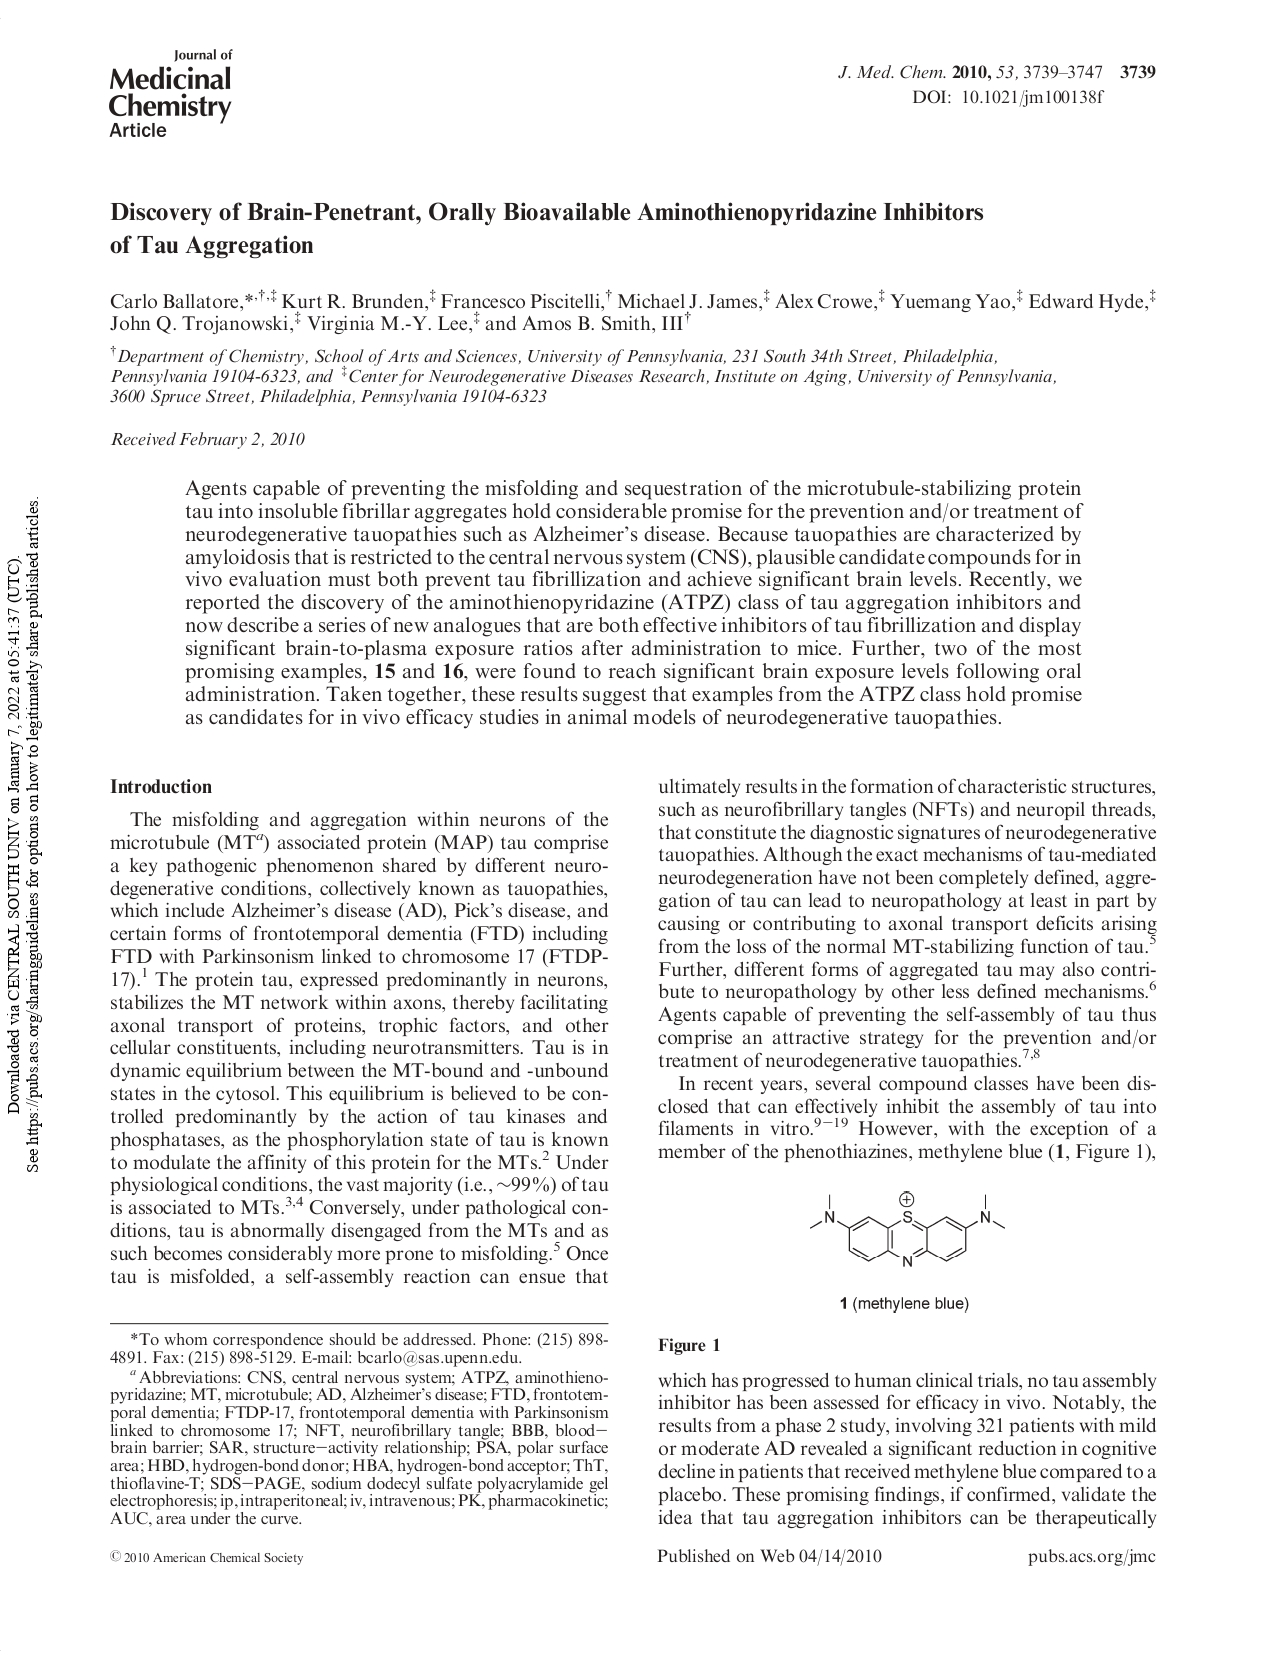 Journal of
Medicinal
Chemistry
Article
J. Med. Chem. 2010, 53, 3739–3747 3739
DOI: 10.1021/jm100138f
Discovery of Brain-Penetrant, Orally Bioavailable Aminothienopyridazine Inhibitors
of Tau Aggregation
Carlo Ballatore,*,†,‡ Kurt R. Brunden,‡ Francesco Piscitelli,† Michael J. James,‡ Alex Crowe,‡ Yuemang Yao,‡ Edward Hyde,‡
John Q. Trojanowski,‡ Virginia M.-Y. Lee,‡ and Amos B. Smith, III†
†Department of Chemistry, School of Arts and Sciences, University of Pennsylvania, 231 South 34th Street, Philadelphia,
Pennsylvania 19104-6323, and ‡Center for Neurodegenerative Diseases Research, Institute on Aging, University of Pennsylvania,
3600 Spruce Street, Philadelphia, Pennsylvania 19104-6323
Received February 2, 2010
Agents capable of preventing the misfolding and sequestration of the microtubule-stabilizing protein
tau into insoluble fibrillar aggregates hold considerable promise for the prevention and/or treatment of
neurodegenerative tauopathies such as Alzheimer's disease. Because tauopathies are characterized by
amyloidosis that is restricted to the central nervous system (CNS), plausible candidate compounds for in
vivo evaluation must both prevent tau fibrillization and achieve significant brain levels. Recently, we
reported the discovery of the aminothienopyridazine (ATPZ) class of tau aggregation inhibitors and
now describe a series of new analogues that are both effective inhibitors of tau fibrillization and display
significant brain-to-plasma exposure ratios after administration to mice. Further, two of the most
promising examples, 15 and 16, were found to reach significant brain exposure levels following oral
administration. Taken together, these results suggest that examples from the ATPZ class hold promise
as candidates for in vivo efficacy studies in animal models of neurodegenerative tauopathies.
Introduction
The misfolding and aggregation within neurons of the
microtubule (MTa) associated protein (MAP) tau comprise
a key pathogenic phenomenon shared by different neuro-
degenerative conditions, collectively known as tauopathies,
which include Alzheimer's disease (AD), Pick's disease, and
certain forms of frontotemporal dementia (FTD) including
FTD with Parkinsonism linked to chromosome 17 (FTDP-
17).1 The protein tau, expressed predominantly in neurons,
stabilizes the MT network within axons, thereby facilitating
axonal transport of proteins, trophic factors, and other
cellular constituents, including neurotransmitters. Tau is in
dynamic equilibrium between the MT-bound and -unbound
states in the cytosol. This equilibrium is believed to be con-
trolled predominantly by the action of tau kinases and
phosphatases, as the phosphorylation state of tau is known
to modulate the affinity of this protein for the MTs.2 Under
physiological conditions, the vast majority (i.e., ~99%) of tau
is associated to MTs.3,4 Conversely, under pathological con-
ditions, tau is abnormally disengaged from the MTs and as
such becomes considerably more prone to misfolding.5 Once
tau is misfolded, a self-assembly reaction can ensue that
*To whom correspondence should be addressed. Phone: (215) 898-
4891. Fax: (215) 898-5129. E-mail: bcarlo@sas.upenn.edu.
a Abbreviations: CNS, central nervous system; ATPZ, aminothieno-
pyridazine; MT, microtubule; AD, Alzheimer's disease; FTD, frontotem-
poral dementia; FTDP-17, frontotemporal dementia with Parkinsonism
linked to chromosome 17; NFT, neurofibrillary tangle; BBB, blood–
brain barrier; SAR, structure–activity relationship; PSA, polar surface
area; HBD, hydrogen-bond donor; HBA, hydrogen-bond acceptor; ThT,
thioflavine-T; SDS–PAGE, sodium dodecyl sulfate polyacrylamide gel
electrophoresis; ip, intraperitoneal; iv, intravenous; PK, pharmacokinetic;
AUC, area under the curve.
ultimately results in the formation of characteristic structures,
such as neurofibrillary tangles (NFTs) and neuropil threads,
that constitute the diagnostic signatures of neurodegenerative
tauopathies. Although the exact mechanisms of tau-mediated
neurodegeneration have not been completely defined, aggre-
gation of tau can lead to neuropathology at least in part by
causing or contributing to axonal transport deficits arising
from the loss of the normal MT-stabilizing function of tau.5
Further, different forms of aggregated tau may also contri-
bute to neuropathology by other less defined mechanisms.6
Agents capable of preventing the self-assembly of tau thus
comprise an attractive strategy for the prevention and/or
treatment of neurodegenerative tauopathies.7,8
In recent years, several compound classes have been dis-
closed that can effectively inhibit the assembly of tau into
filaments in vitro.9–19 However, with the exception of a
member of the phenothiazines, methylene blue (1, Figure 1),
N S N
N
1 (methylene blue)
Figure 1
which has progressed to human clinical trials, no tau assembly
inhibitor has been assessed for efficacy in vivo. Notably, the
results from a phase 2 study, involving 321 patients with mild
or moderate AD revealed a significant reduction in cognitive
decline in patients that received methylene blue compared to a
placebo. These promising findings, if confirmed, validate the
idea that tau aggregation inhibitors can be therapeutically
© 2010 American Chemical Society
Published on Web 04/14/2010
pubs.acs.org/jmc
Downloaded via CENTRAL SOUTH UNIV on January 7, 2022 at 05:41:37 (UTC).
See https://pubs.acs.org/sharingguidelines for options on how to legitimately share published articles.